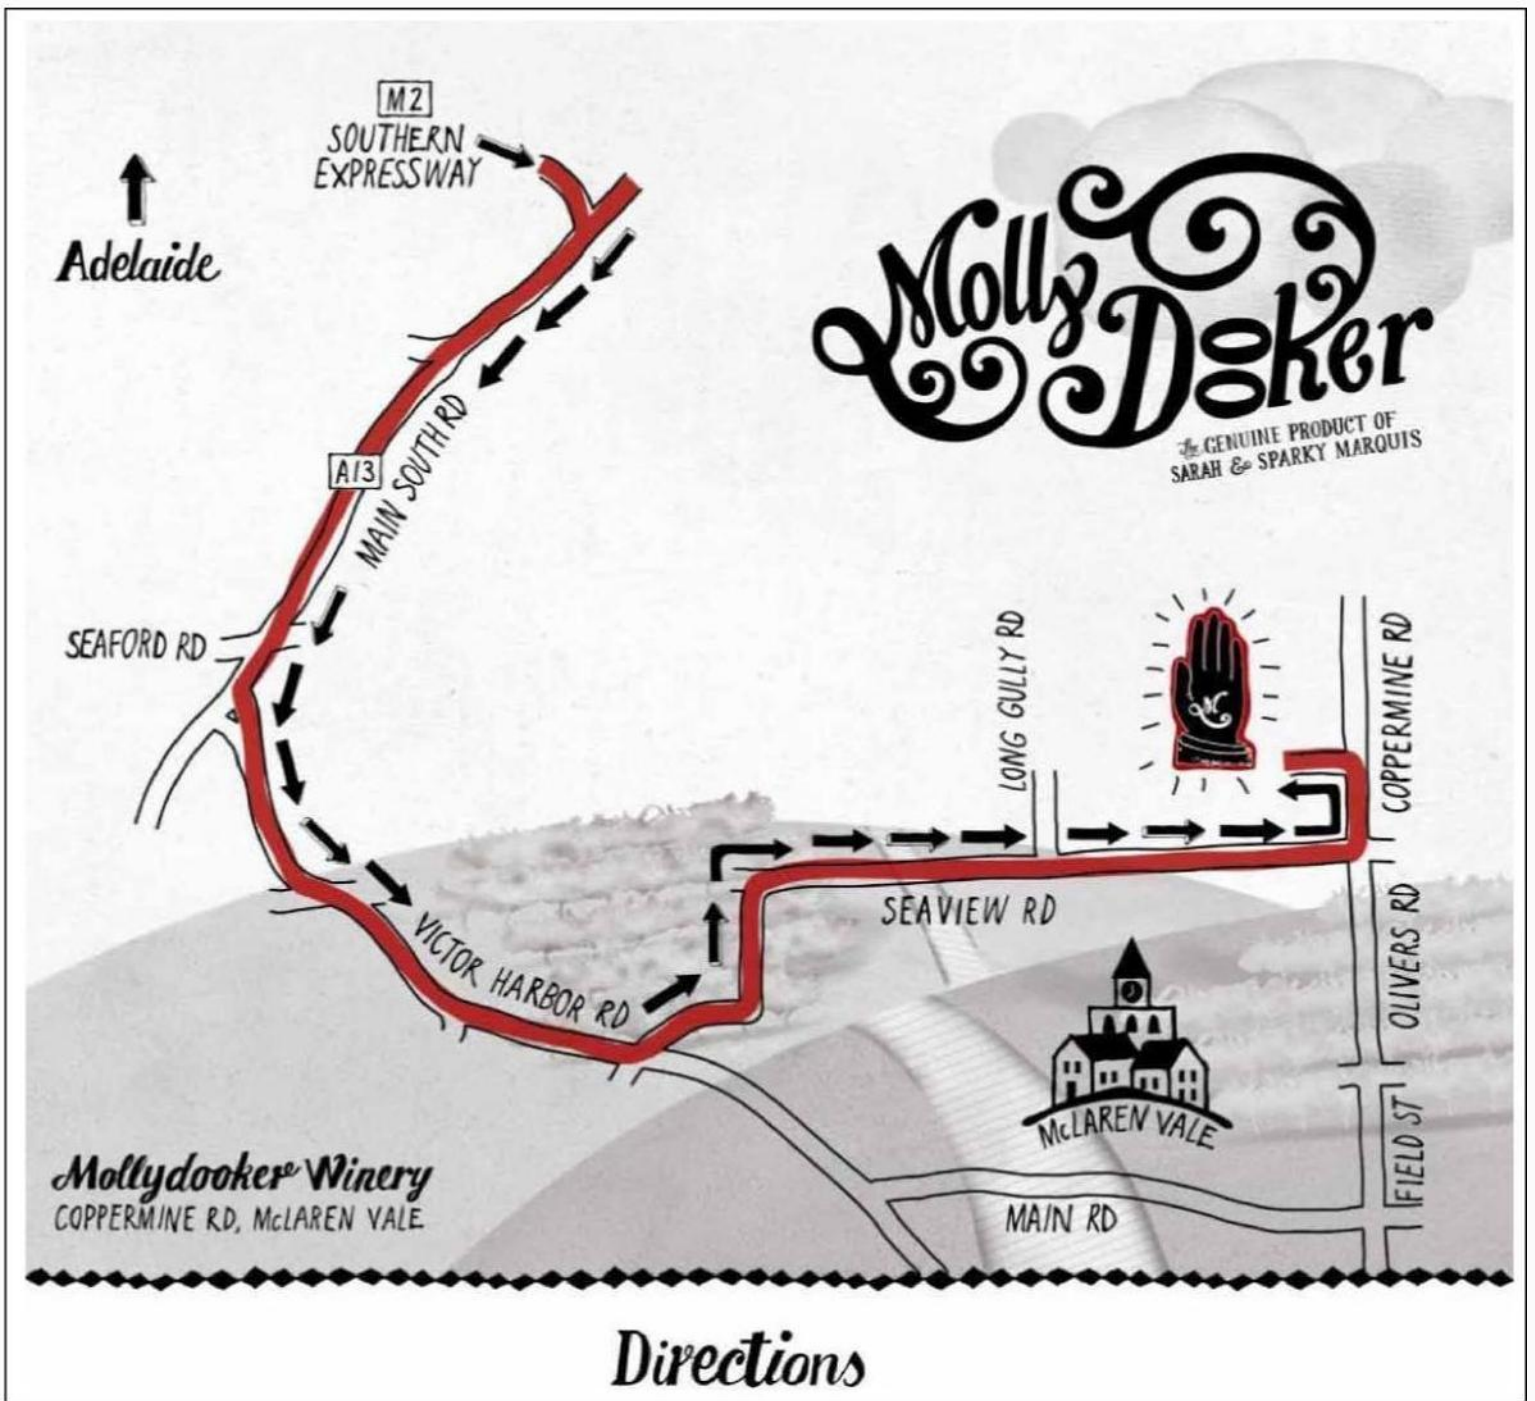 M2
SOUTHERN
EXPRESSWAY
Adelaide
Molly
Dooker
The GENUINE PRODUCT OF
SARAH & SPARKY MARQUIS
A13
MAIN SOUTH RD
SEAFORD RD
LONG GULLY RD
M
COPPERMINE RD
SEAVIEW RD
VICTOR HARBOR RD
OLIVERS RD
McLAREN VALE
FIELD ST
MAIN RD
Mollydooker Winery
COPPERMINE RD, McLAREN VALE
Directions